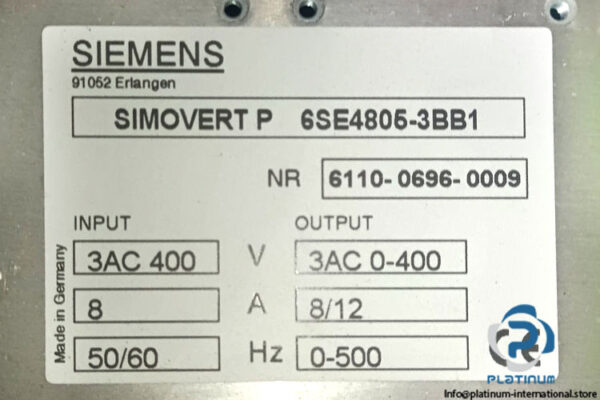 SIEMENS
91052 Erlangen
SIMOVERT P 6SE4805-3BB1
NR 6110-0696-0009
INPUT OUTPUT
3AC 400 V 3AC 0-400
8 A 8/12
50/60 Hz 0-500
Made in Germany
PLATINUM
Info@platinum-international.store